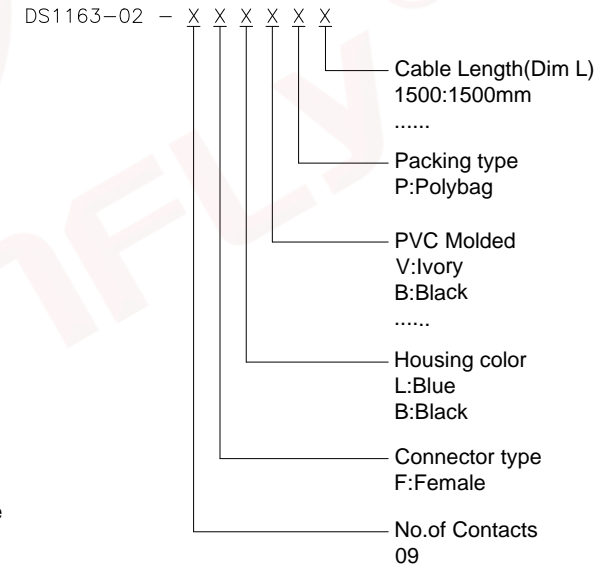 DS1163-02 - X X X X X X
Cable Length(Dim L)
1500:1500mm
......
Packing type
P:Polybag
PVC Molded
V:Ivory
B:Black
......
Housing color
L:Blue
B:Black
Connector type
F:Female
No.of Contacts
09
e